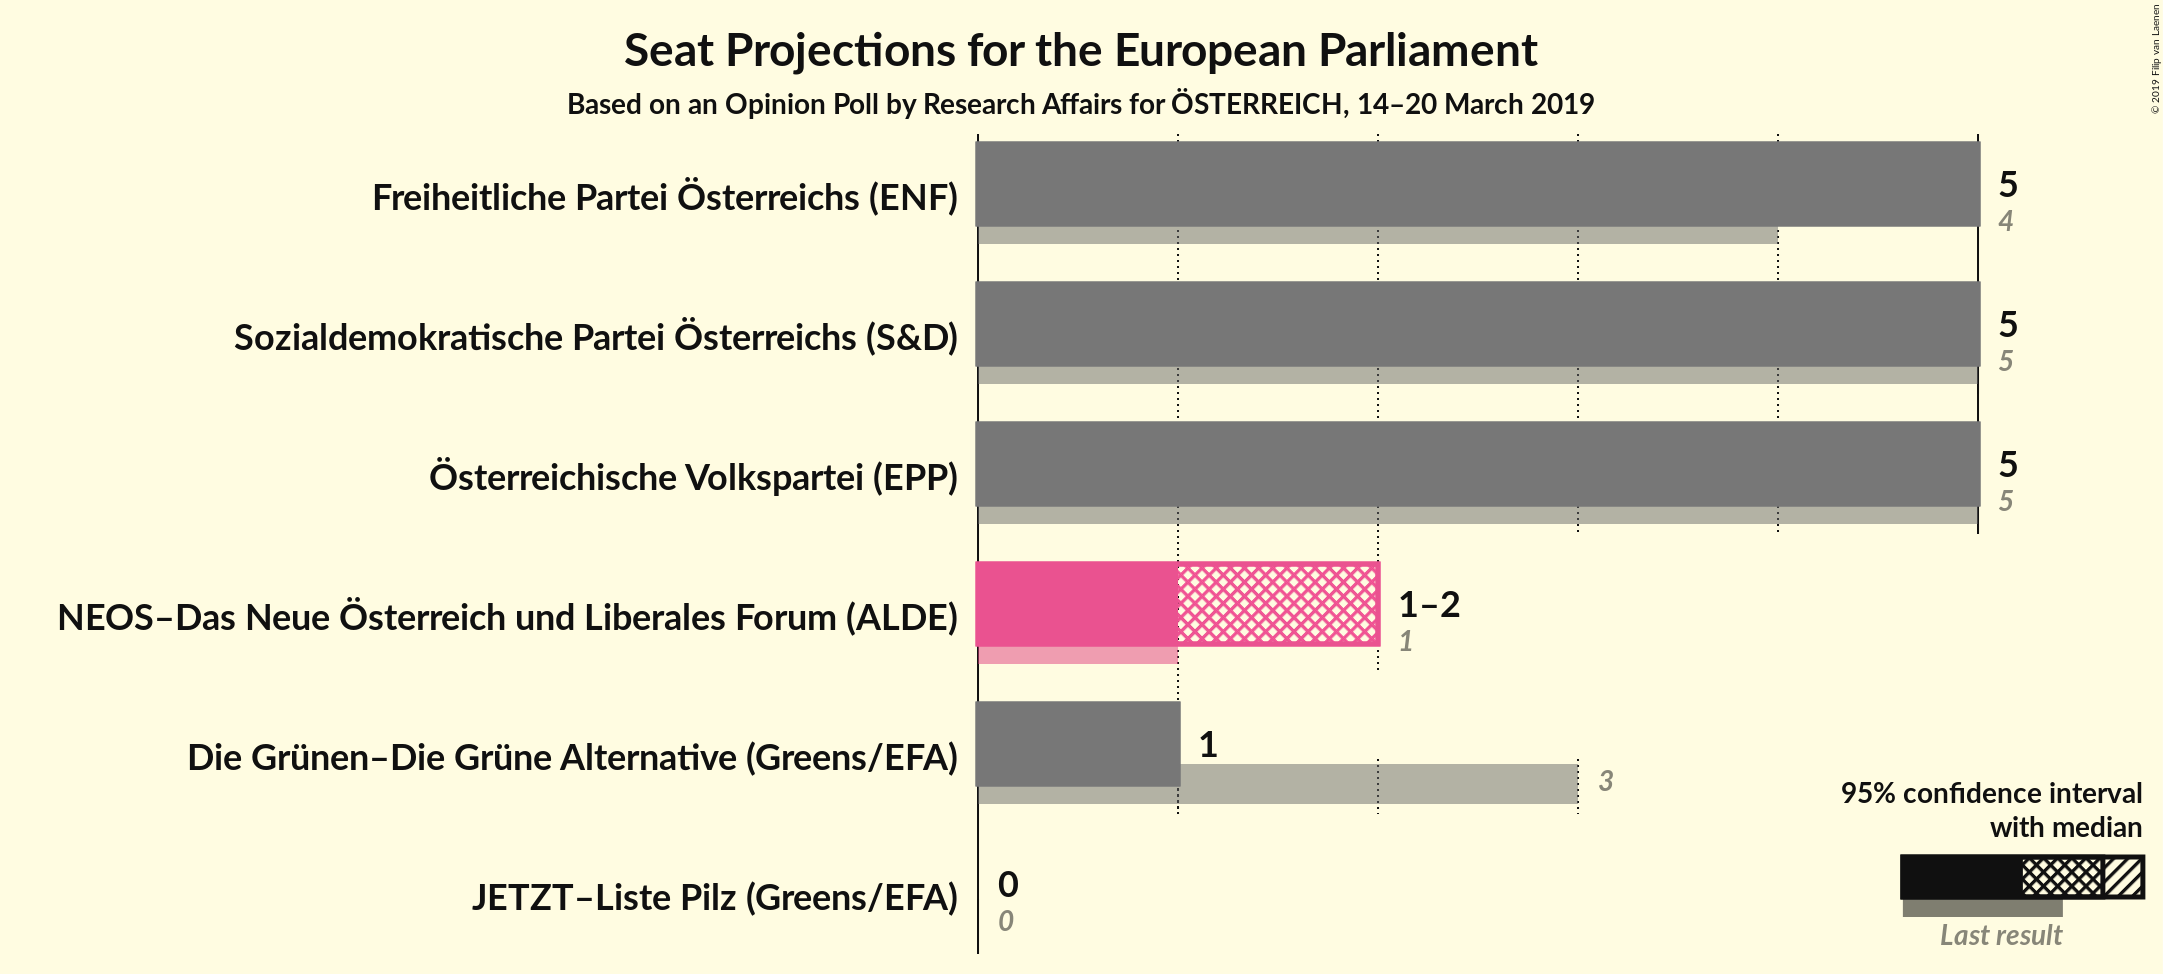 Seat Projections for the European Parliament
Based on an Opinion Poll by Research Affairs for ÖSTERREICH, 14–20 March 2019
© 2019 Filip van Laenen
Freiheitliche Partei Österreichs (ENF)
5
4
Sozialdemokratische Partei Österreichs (S&D)
5
5
Österreichische Volkspartei (EPP)
5
5
NEOS–Das Neue Österreich und Liberales Forum (ALDE)
1–2
1
Die Grünen–Die Grüne Alternative (Greens/EFA)
1
3
JETZT–Liste Pilz (Greens/EFA)
0
0
95% confidence interval
with median
Last result